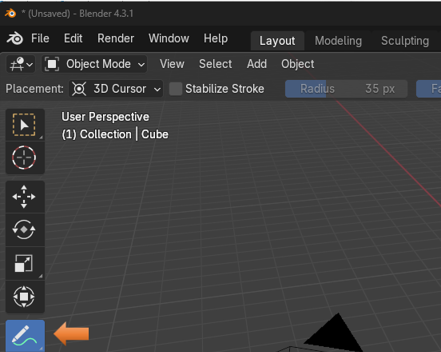 * (Unsaved) - Blender 4.3.1
File Edit Render Window Help Layout Modeling Sculpting
Object Mode View Select Add Object
Placement: 3D Cursor Stabilize Stroke Radius 35 px Fa
User Perspective
(1) Collection | Cube